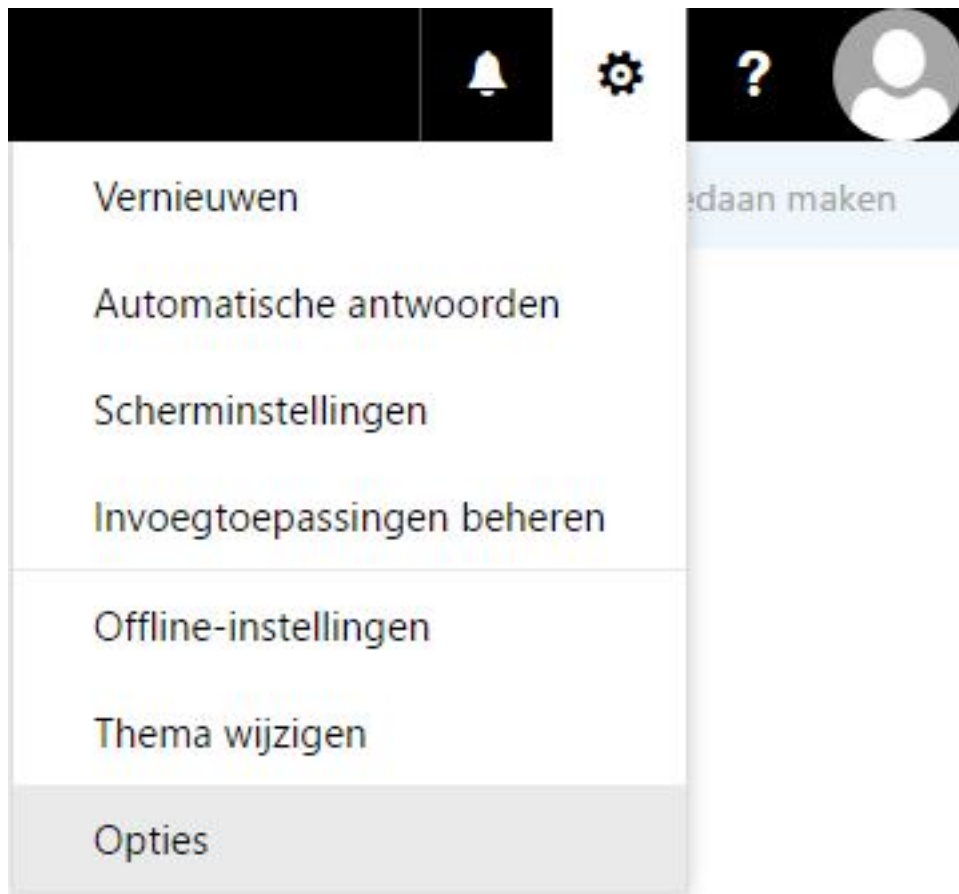 ?
Vernieuwen
edaan maken
Automatische antwoorden
Scherminstellingen
Invoegtoepassingen beheren
Offline-instellingen
Thema wijzigen
Opties